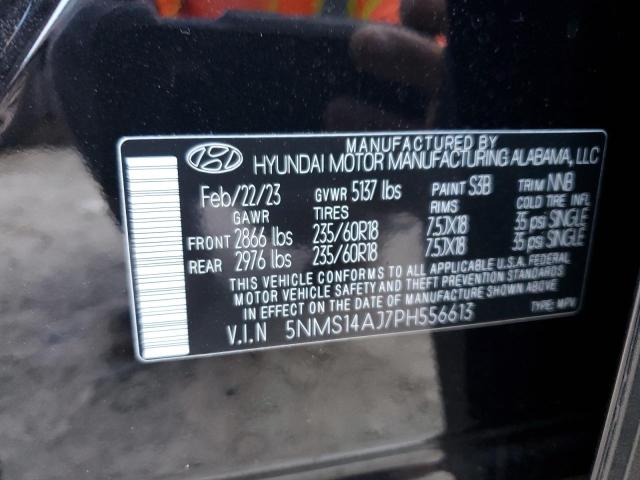 MANUFACTURED BY
HYUNDAI MOTOR MANUFACTURING ALABAMA, LLC
Feb/22/23 GVWR 5137 lbs PAINT S3B TRIM NNB
GAWR TIRES RIMS COLD TIRE INFL
FRONT 2866 lbs 235/60R18 7.5JX18 35 psi SINGLE
REAR 2976 lbs 235/60R18 7.5JX18 35 psi SINGLE
THIS VEHICLE CONFORMS TO ALL APPLICABLE U.S.A. FEDERAL
MOTOR VEHICLE SAFETY, BUMPER, AND THEFT PREVENTION STANDARDS
IN EFFECT ON THE DATE OF MANUFACTURE SHOWN ABOVE.
V.I.N 5NMS14AJ7PH556613 TYPE: MPV